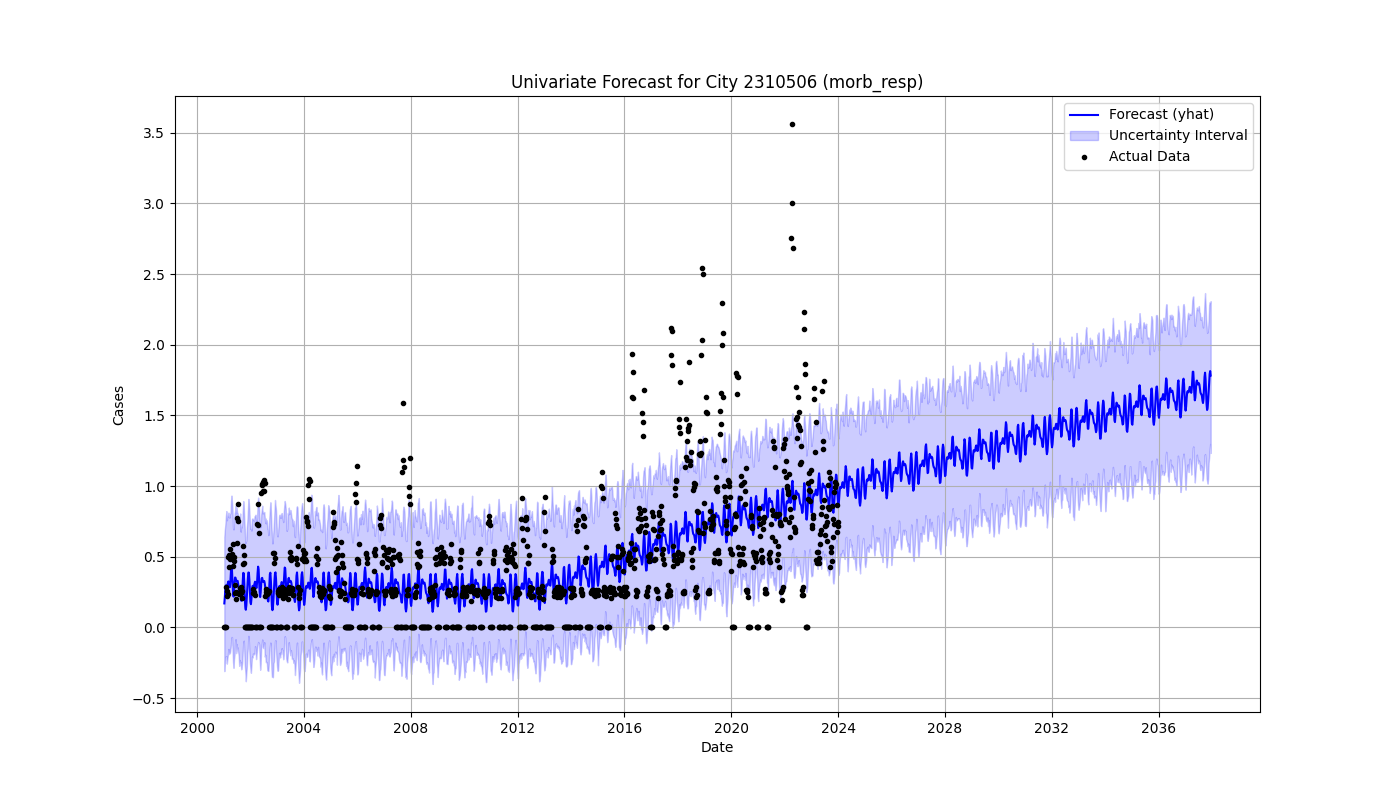 Univariate Forecast for City 2310506 (morb_resp)
Forecast (yhat)
Uncertainty Interval
Actual Data
Cases
3.5
3.0
2.5
2.0
1.5
1.0
0.5
0.0
−0.5
2000 2004 2008 2012 2016 2020 2024 2028 2032 2036
Date